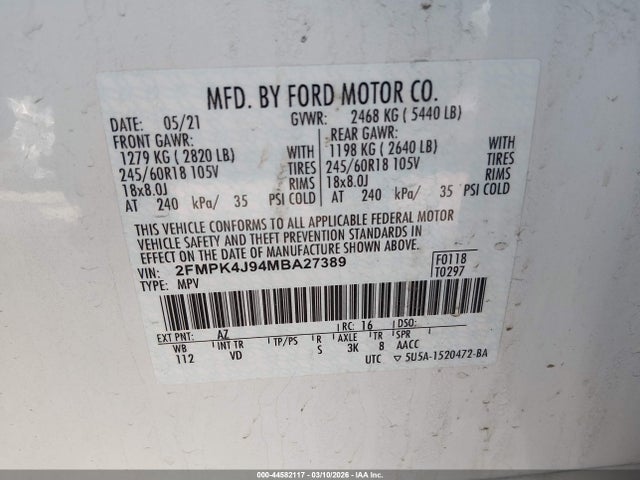 MFD. BY FORD MOTOR CO.
DATE: 05/21 GVWR: 2468 KG ( 5440 LB)
FRONT GAWR: REAR GAWR:
1279 KG ( 2820 LB) WITH 1198 KG ( 2640 LB) WITH
245/60R18 105V TIRES 245/60R18 105V TIRES
18x8.0J RIMS 18x8.0J RIMS
AT 240 kPa/ 35 PSI COLD AT 240 kPa/ 35 PSI COLD
THIS VEHICLE CONFORMS TO ALL APPLICABLE FEDERAL MOTOR
VEHICLE SAFETY AND THEFT PREVENTION STANDARDS IN
EFFECT ON THE DATE OF MANUFACTURE SHOWN ABOVE.
VIN: 2FMPK4J94MBA27389 F0118
TYPE: MPV T0297
EXT PNT: AZ RC: 16 DSO:
WB INT TR TP/PS R AXLE TR SPR
112 VD S 3K 8 AACC
UTC ▽ 5U5A-1520472-BA
000-44582117 - 03/10/2026 - IAA Inc.